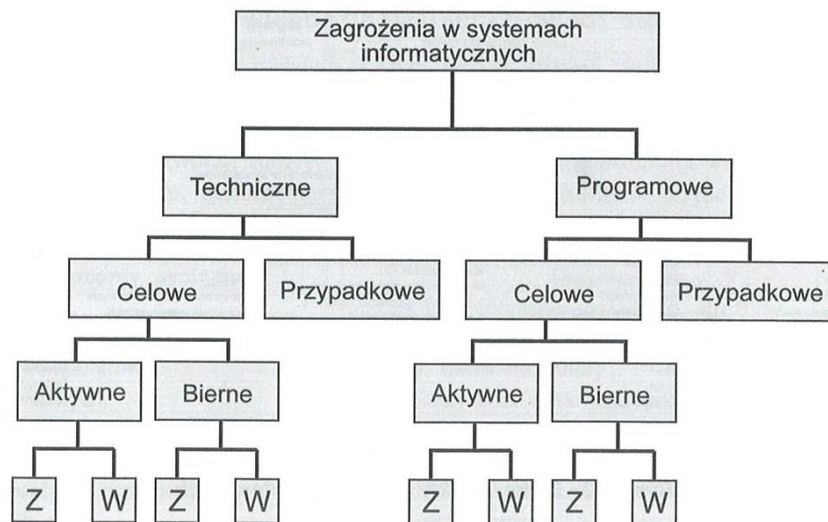 Zagrożenia w systemach
informatycznych
Techniczne
Programowe
Celowe
Przypadkowe
Celowe
Przypadkowe
Aktywne
Bierne
Aktywne
Bierne
Z
W
Z
W
Z
W
Z
W